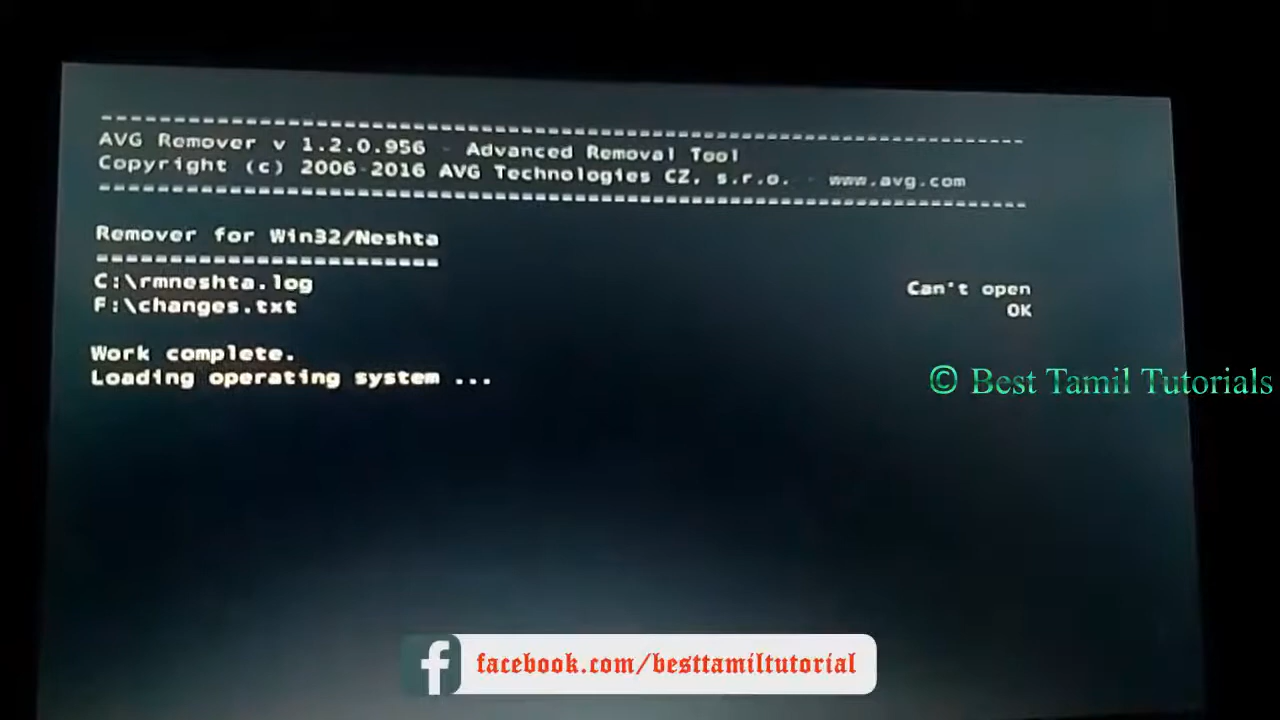 AVG Remover v 1.2.0.956 - Advanced Removal Tool
Copyright (c) 2006-2016 AVG Technologies CZ, s.r.o. - www.avg.com
Remover for Win32/Neshta
C:\rmneshta.log Can't open
F:\changes.txt OK
Work complete.
Loading operating system ...
© Best Tamil Tutorials
facebook.com/besttamiltutorial